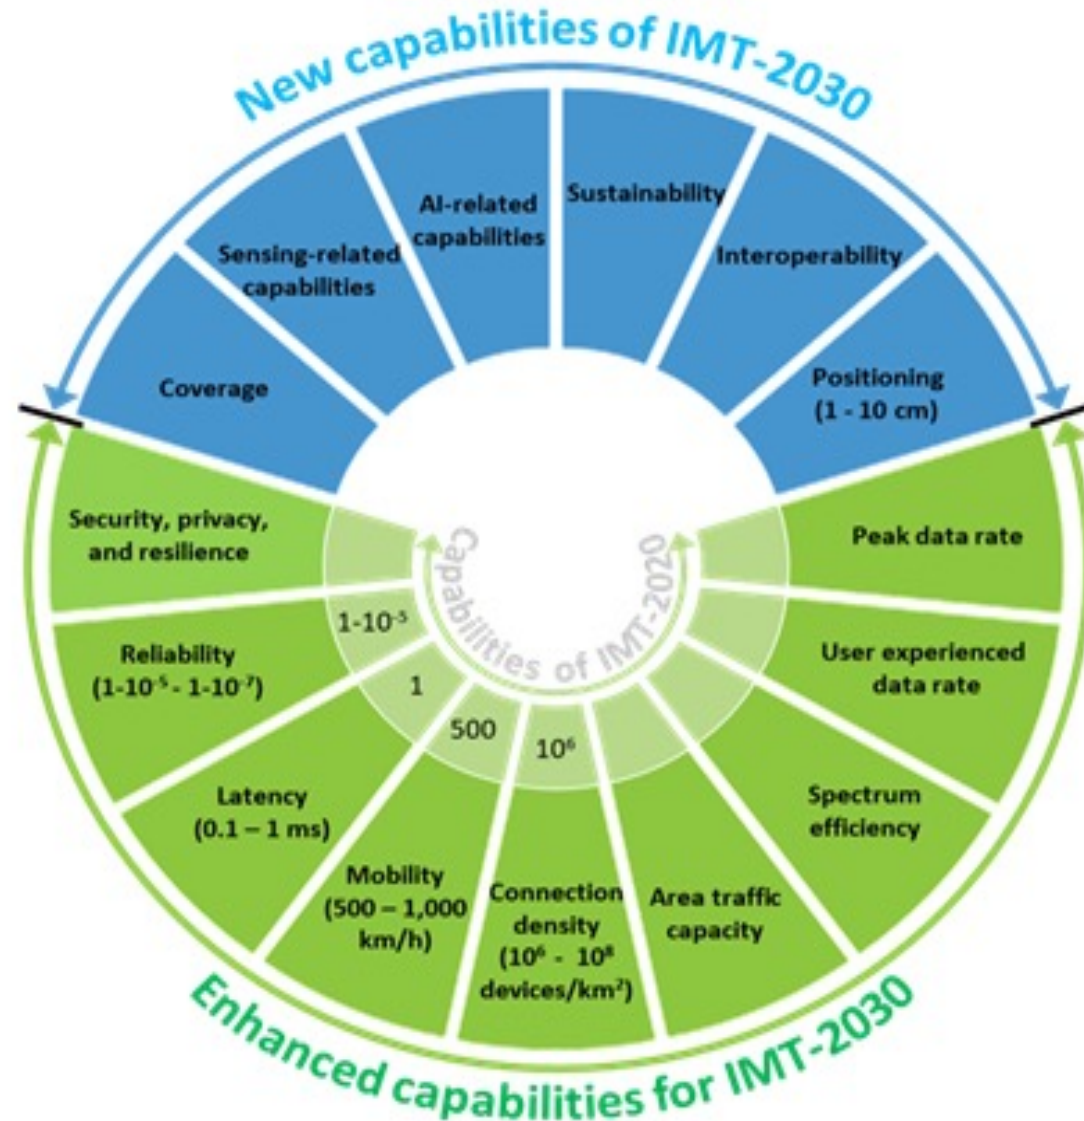 New capabilities of IMT-2030
Coverage
Sensing-related
capabilities
AI-related
capabilities
Sustainability
Interoperability
Positioning
(1 - 10 cm)
Security, privacy,
and resilience
Reliability
(1-10⁻⁵ - 1-10⁻⁷)
Latency
(0.1 – 1 ms)
Mobility
(500 – 1,000
km/h)
Connection
density
(10⁶ - 10⁸
devices/km²)
Area traffic
capacity
Spectrum
efficiency
User experienced
data rate
Peak data rate
1-10⁻⁵
1
500
10⁶
Capabilities of IMT-2020
Enhanced capabilities for IMT-2030